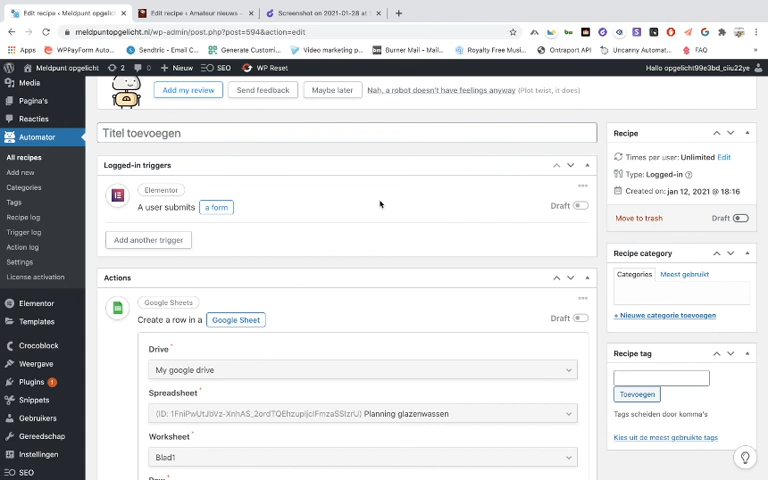 Edit recipe ‹ Meldpunt opgelich
Edit recipe ‹ Amateur nieuws –
Screenshot on 2021-01-28 at
meldpuntopgelicht.nl/wp-admin/post.php?post=594&action=edit
Apps
WPPayForm Auto...
Sendtric - Email C...
Generate Customi...
Video marketing p...
Burner Mail - Mail...
Royalty Free Musi...
Ontraport API
Uncanny Automat...
FAQ
Meldpunt opgelicht
2
0
Nieuw
SEO
WP Reset
Media
Pagina's
Reacties
Automator
All recipes
Add new
Categories
Tags
Recipe log
Trigger log
Action log
Settings
License activation
Elementor
Templates
Crocoblock
Weergave
Plugins 1
Snippets
Gebruikers
Gereedschap
Instellingen
SEO
Add my review
Send feedback
Maybe later
Nah, a robot doesn't have feelings anyway (Plot twist, it does)
Titel toevoegen
Logged-in triggers
Elementor
A user submits a form
Draft
Add another trigger
Actions
Google Sheets
Create a row in a Google Sheet
Draft
Drive *
My google drive
Spreadsheet *
Planning glazenwassen
Worksheet *
Blad1
Recipe
Times per user: Unlimited Edit
Type: Logged-in
Created on: jan 12, 2021 @ 18:16
Move to trash
Draft
Recipe category
Categories
Meest gebruikt
+ Nieuwe categorie toevoegen
Recipe tag
Toevoegen
Tags scheiden door komma's
Kies uit de meest gebruikte tags